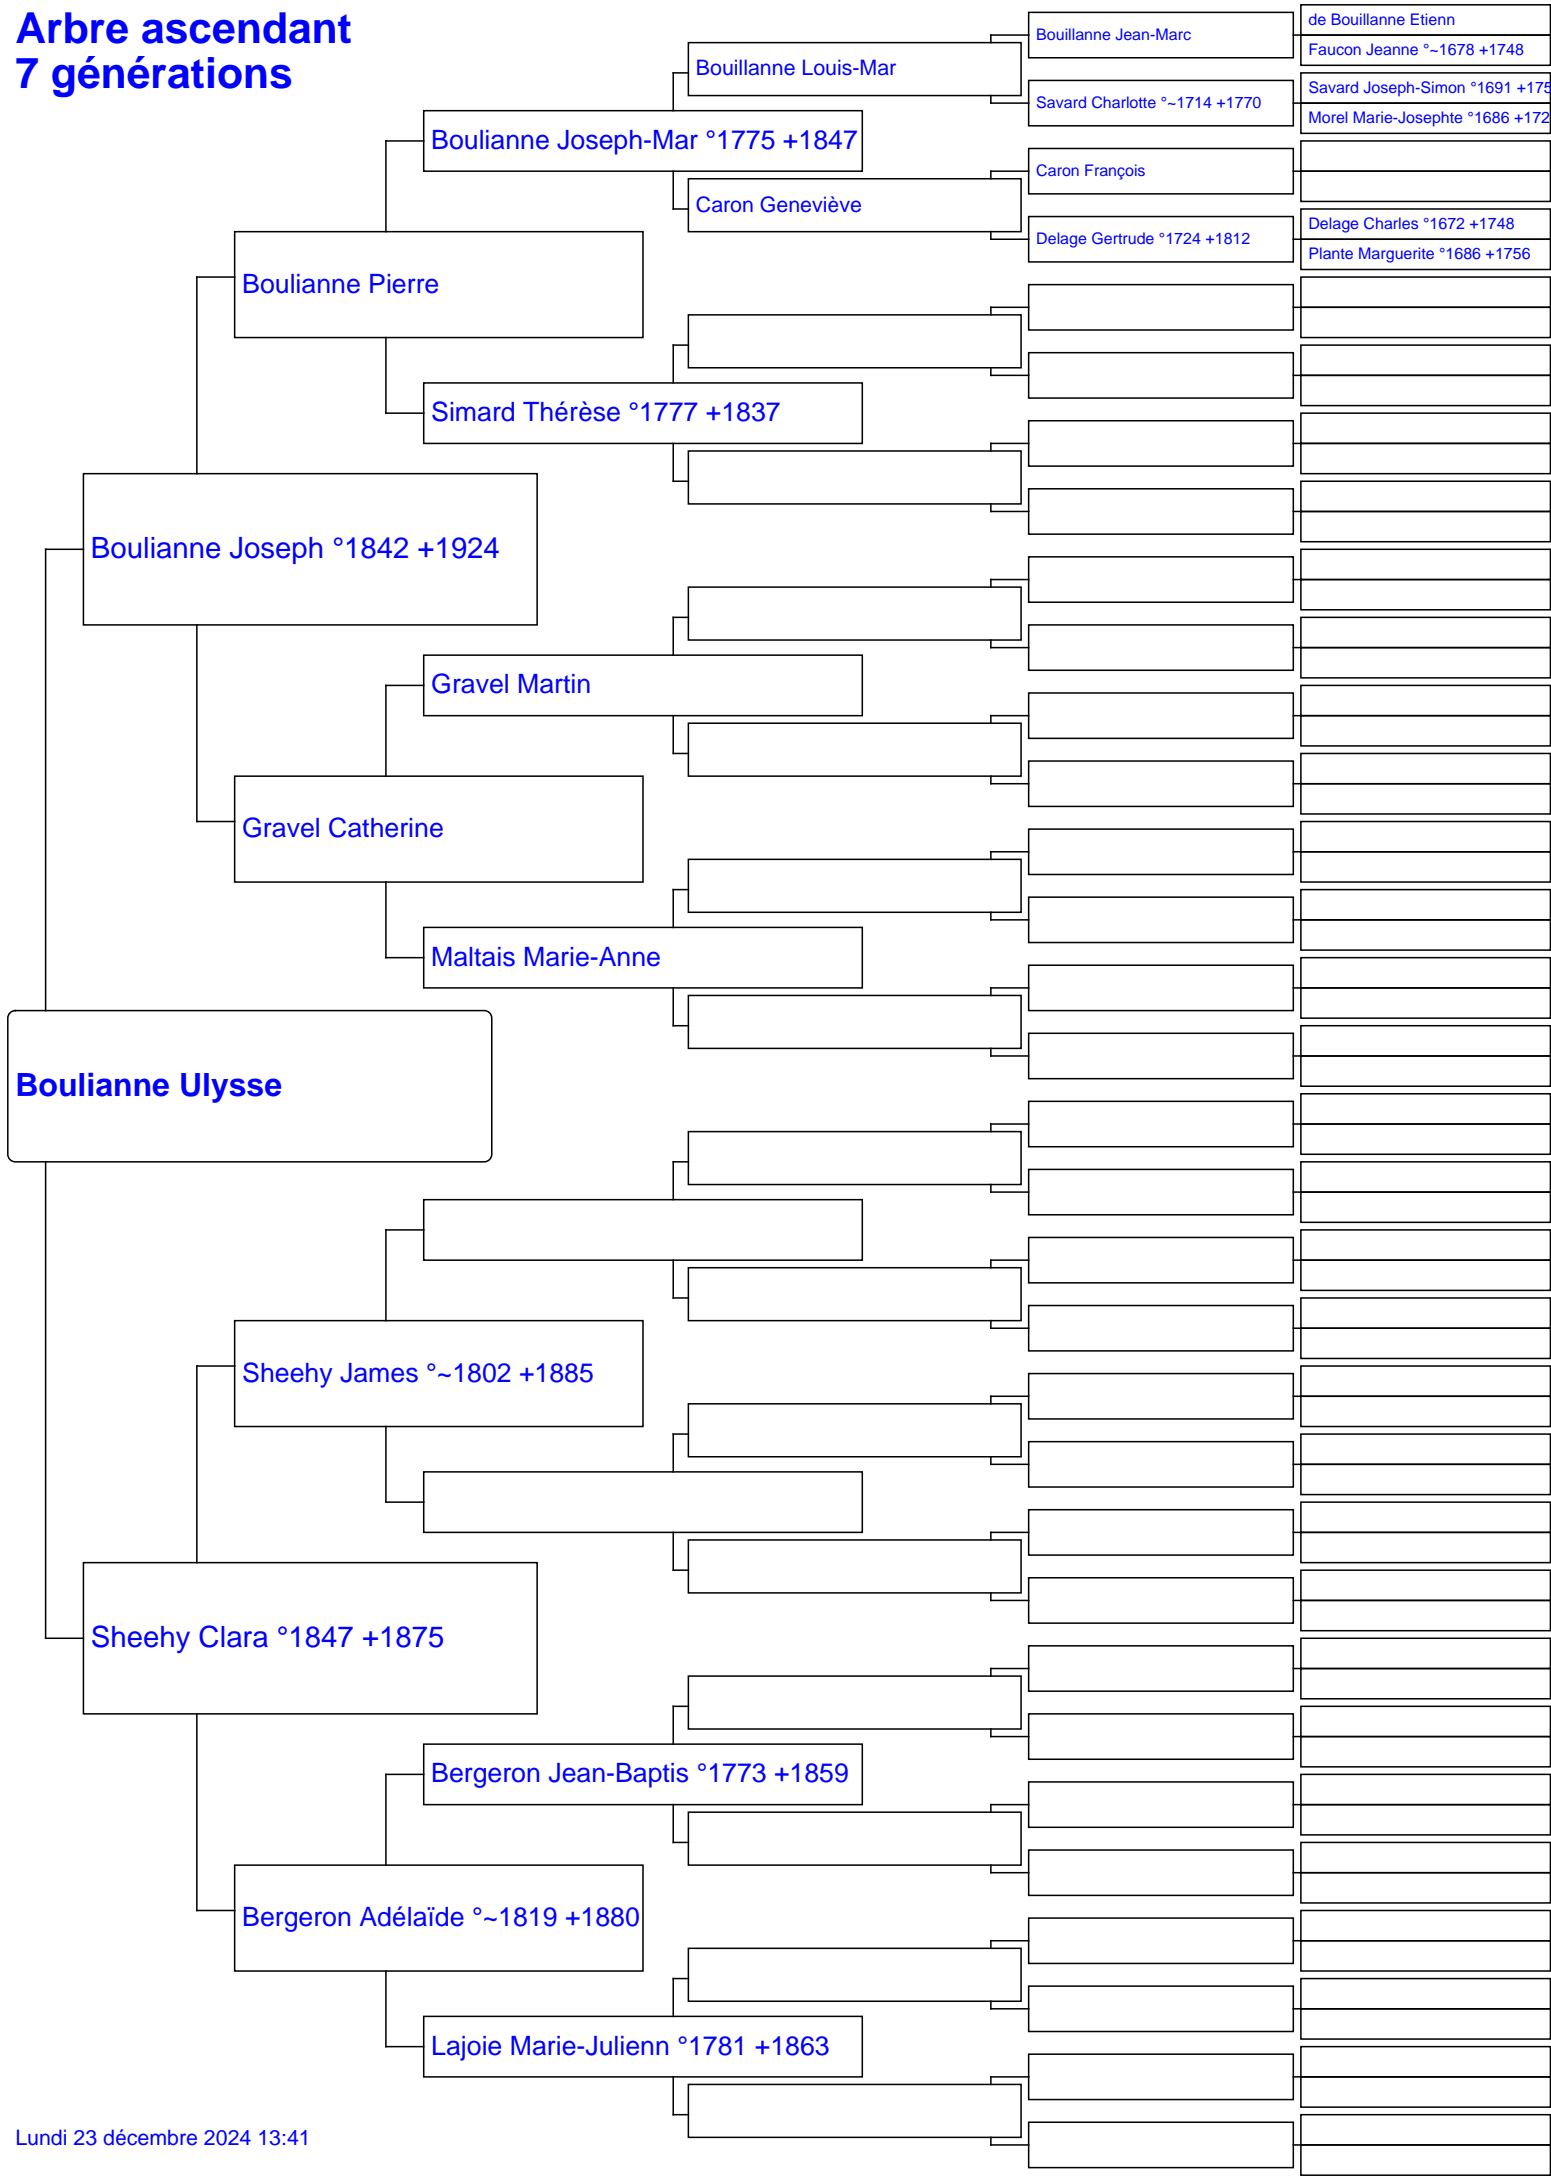 Arbre ascendant
7 générations
de Bouillanne Etienn
Bouillanne Jean-Marc
Faucon Jeanne °~1678 +1748
Bouillanne Louis-Mar
Savard Joseph-Simon °1691 +175
Savard Charlotte °~1714 +1770
Morel Marie-Josephte °1686 +172
Boulianne Joseph-Mar °1775 +1847
Caron François
Caron Geneviève
Delage Charles °1672 +1748
Delage Gertrude °1724 +1812
Plante Marguerite °1686 +1756
Boulianne Pierre
Simard Thérèse °1777 +1837
Boulianne Joseph °1842 +1924
Gravel Martin
Gravel Catherine
Maltais Marie-Anne
Boulianne Ulysse
Sheehy James °~1802 +1885
Sheehy Clara °1847 +1875
Bergeron Jean-Baptis °1773 +1859
Bergeron Adélaïde °~1819 +1880
Lajoie Marie-Julienn °1781 +1863
Lundi 23 décembre 2024 13:41